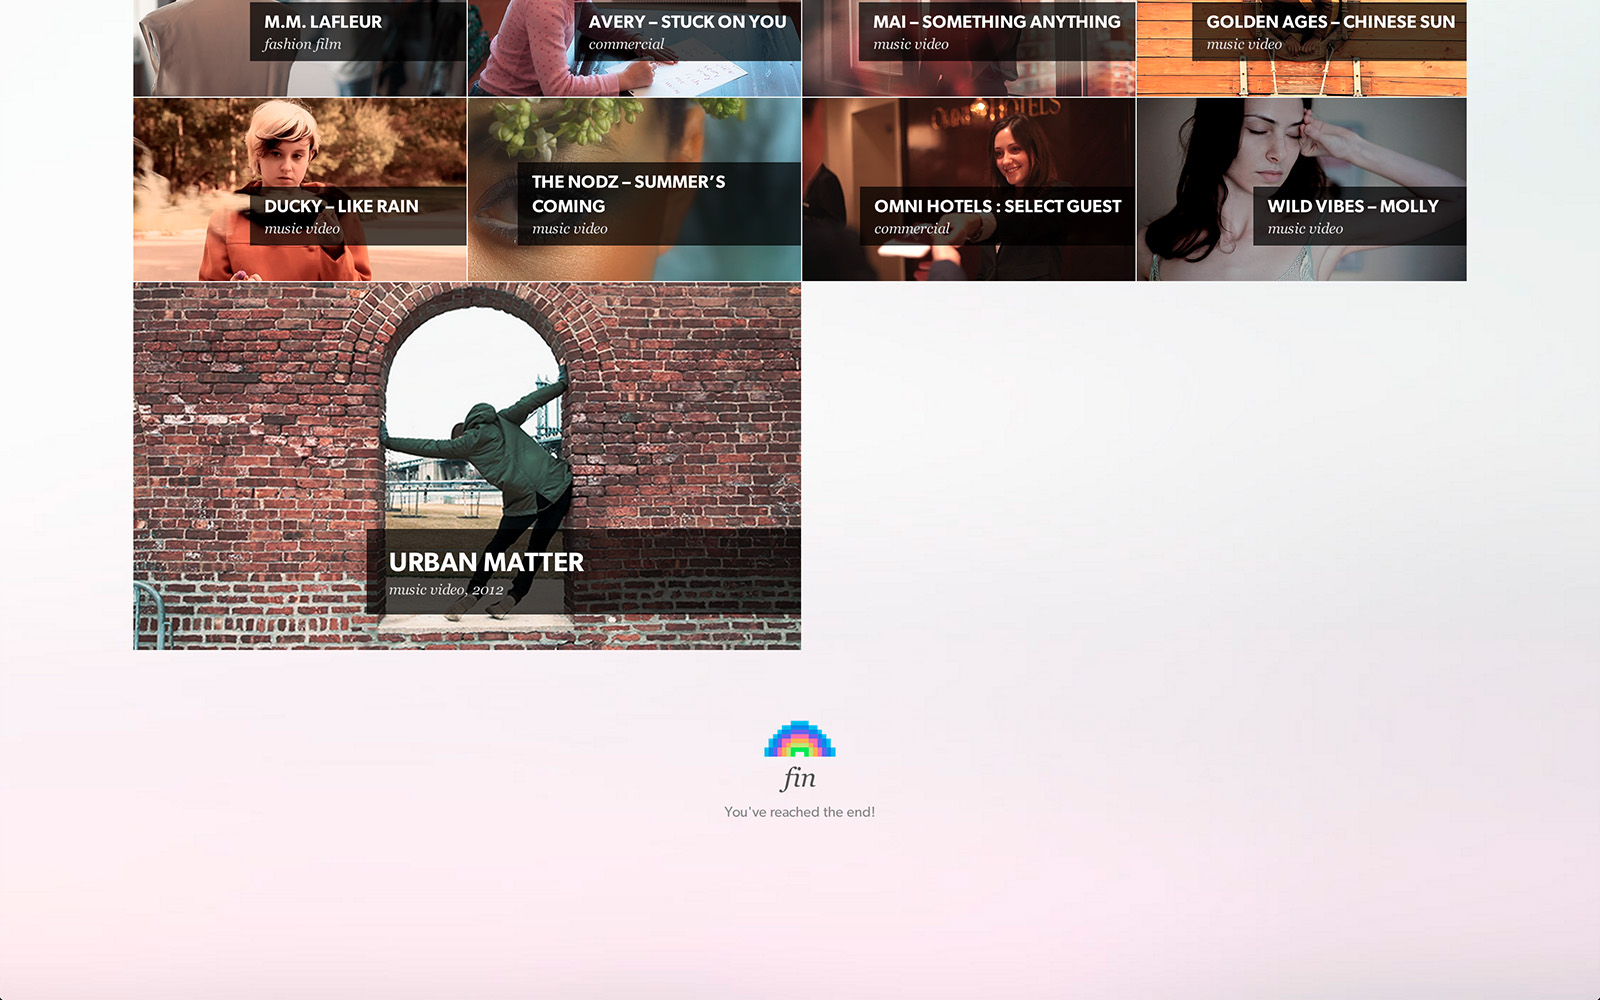 M.M. LAFLEUR
fashion film
AVERY – STUCK ON YOU
commercial
MAI – SOMETHING ANYTHING
music video
GOLDEN AGES – CHINESE SUN
music video
DUCKY – LIKE RAIN
music video
THE NODZ – SUMMER’S
COMING
music video
OMNI HOTELS : SELECT GUEST
commercial
WILD VIBES – MOLLY
music video
URBAN MATTER
music video, 2012
fin
You've reached the end!